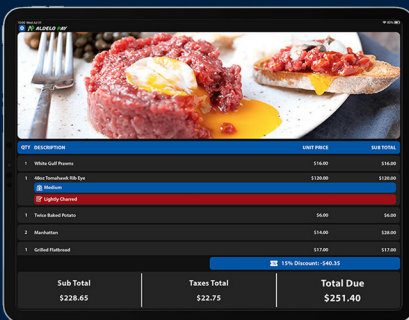 ALDELO PAY
QTY DESCRIPTION UNIT PRICE SUB TOTAL
1 White Gulf Prawns $16.00 $16.00
1 48oz Tomahawk Rib Eye $120.00 $120.00
Medium
Lightly Charred
1 Twice Baked Potato $6.00 $6.00
2 Manhattan $14.00 $28.00
1 Grilled Flatbread $17.00 $17.00
15% Discount: -$40.35
Sub Total Taxes Total Total Due
$228.65 $22.75 $251.40